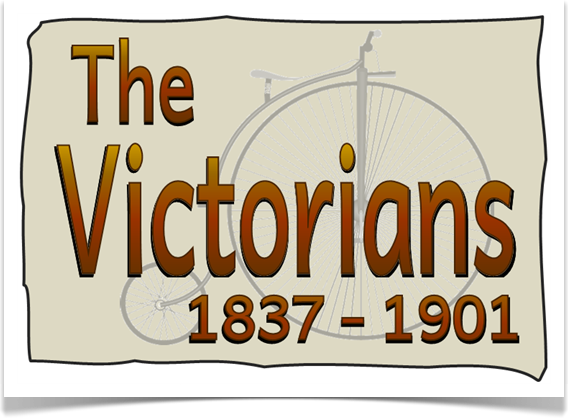 The
Victorians
1837 – 1901